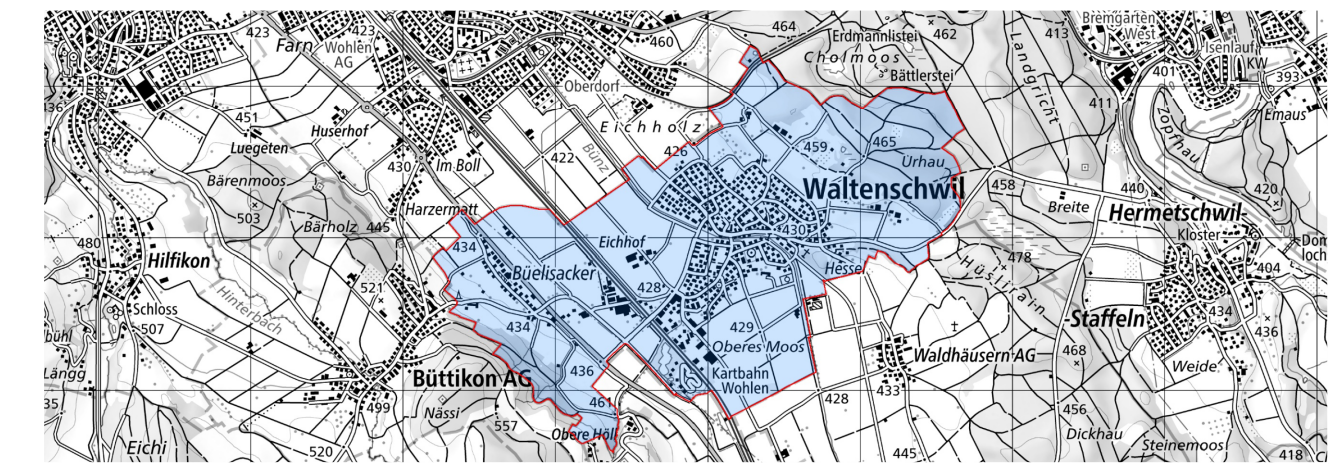 464
Bremgarten
West
423
Farn
Wohlen
AG
423
460
Erdmannlistei
462
413
Cholmoos
Bättlerstei
Isenlauf
KW
401
393
Oberdorf
Landgricht
411
Emaus
451
Huserhof
Luegeten
Eichholz
426
Zopfhau
422
Bünz
459
465
Urhau
430
Im Boll
Bärenmoos
503
Waltenschwil
458
440
420
Breite
Hermetschwil-
Kloster
Harzermatt
Bärholz
445
430
480
434
Eichhof
Hilfikon
Büelisacker
Hesse
478
Hüslirain
404
521
428
Hinterbach
Schloss
507
434
429
-Staffeln
434
436
Oberes Moos
Waldhäusern AG
468
Weide
Längg
Büttikon AG
436
Kartbahn
Wohlen
433
499
Nässi
461
428
456
557
Obere Höll
Dickhau
Eichi
520
445
Steinemoos
418